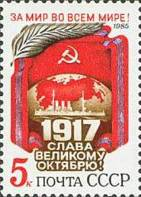 ЗА МИР ВО ВСЕМ МИРЕ!
1985
1917
СЛАВА
ВЕЛИКОМУ
ОКТЯБРЮ!
5к ПОЧТА СССР